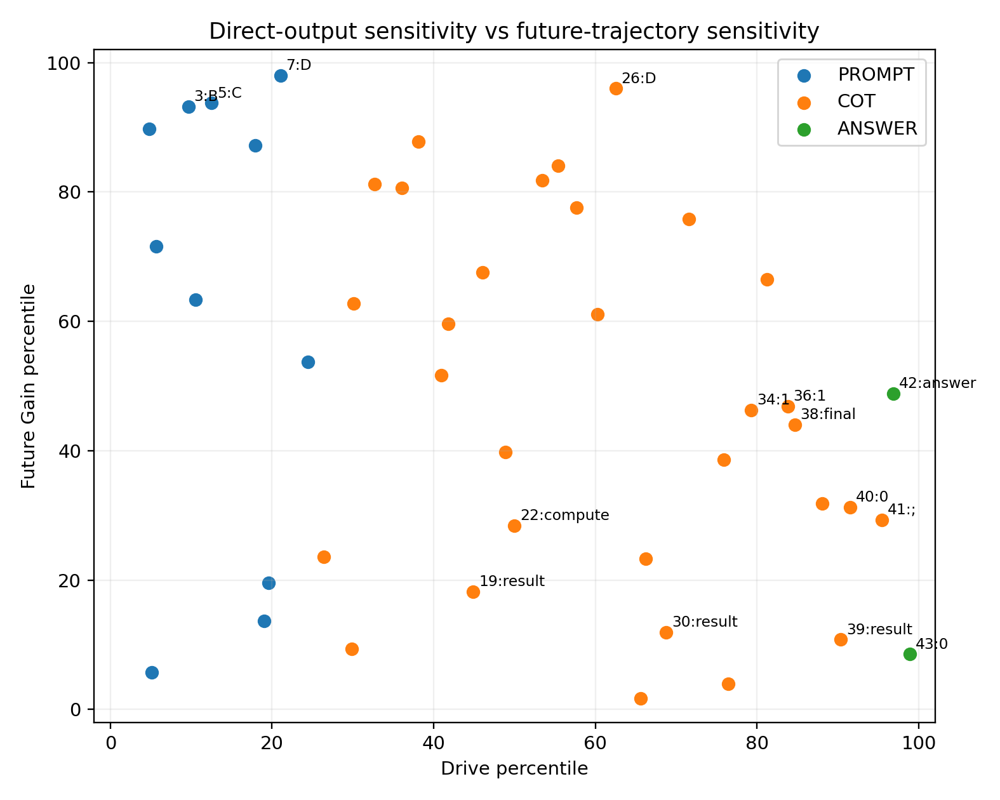 Direct-output sensitivity vs future-trajectory sensitivity
100
80
60
40
20
0
Future Gain percentile
0
20
40
60
80
100
Drive percentile
PROMPT
COT
ANSWER
7:D
3:B
5:C
26:D
42:answer
34:1
36:1
38:final
40:0
41:;
22:compute
19:result
30:result
39:result
43:0